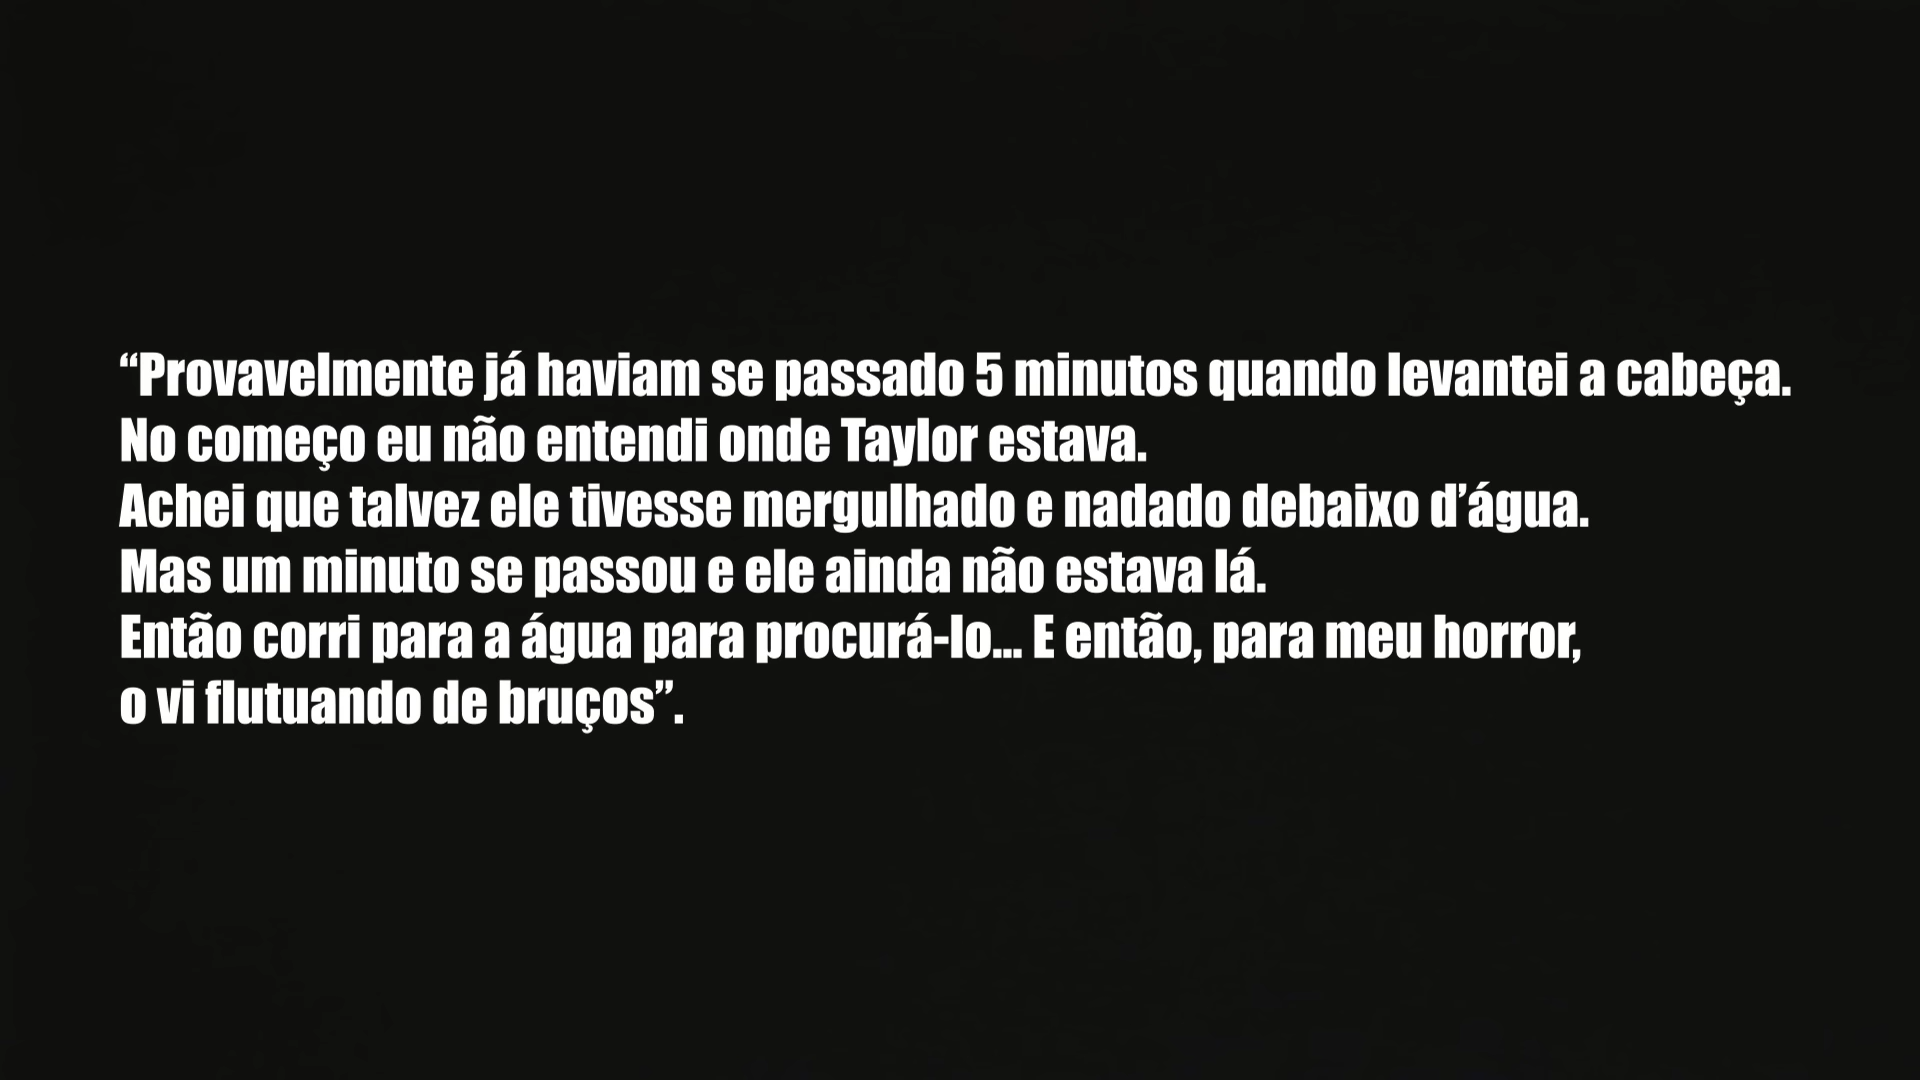 “Provavelmente já haviam se passado 5 minutos quando levantei a cabeça.
No começo eu não entendi onde Taylor estava.
Achei que talvez ele tivesse mergulhado e nadado debaixo d’água.
Mas um minuto se passou e ele ainda não estava lá.
Então corri para a água para procurá-lo... E então, para meu horror,
o vi flutuando de bruços”.